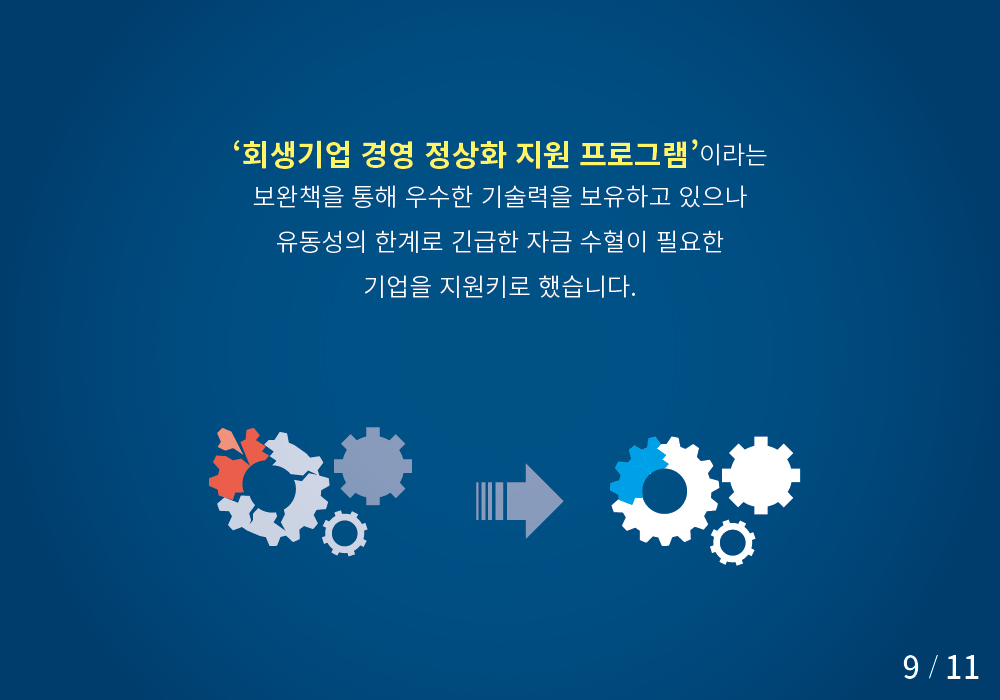 ‘회생기업 경영 정상화 지원 프로그램’이라는
보완책을 통해 우수한 기술력을 보유하고 있으나
유동성의 한계로 긴급한 자금 수혈이 필요한
기업을 지원키로 했습니다.
9 / 11